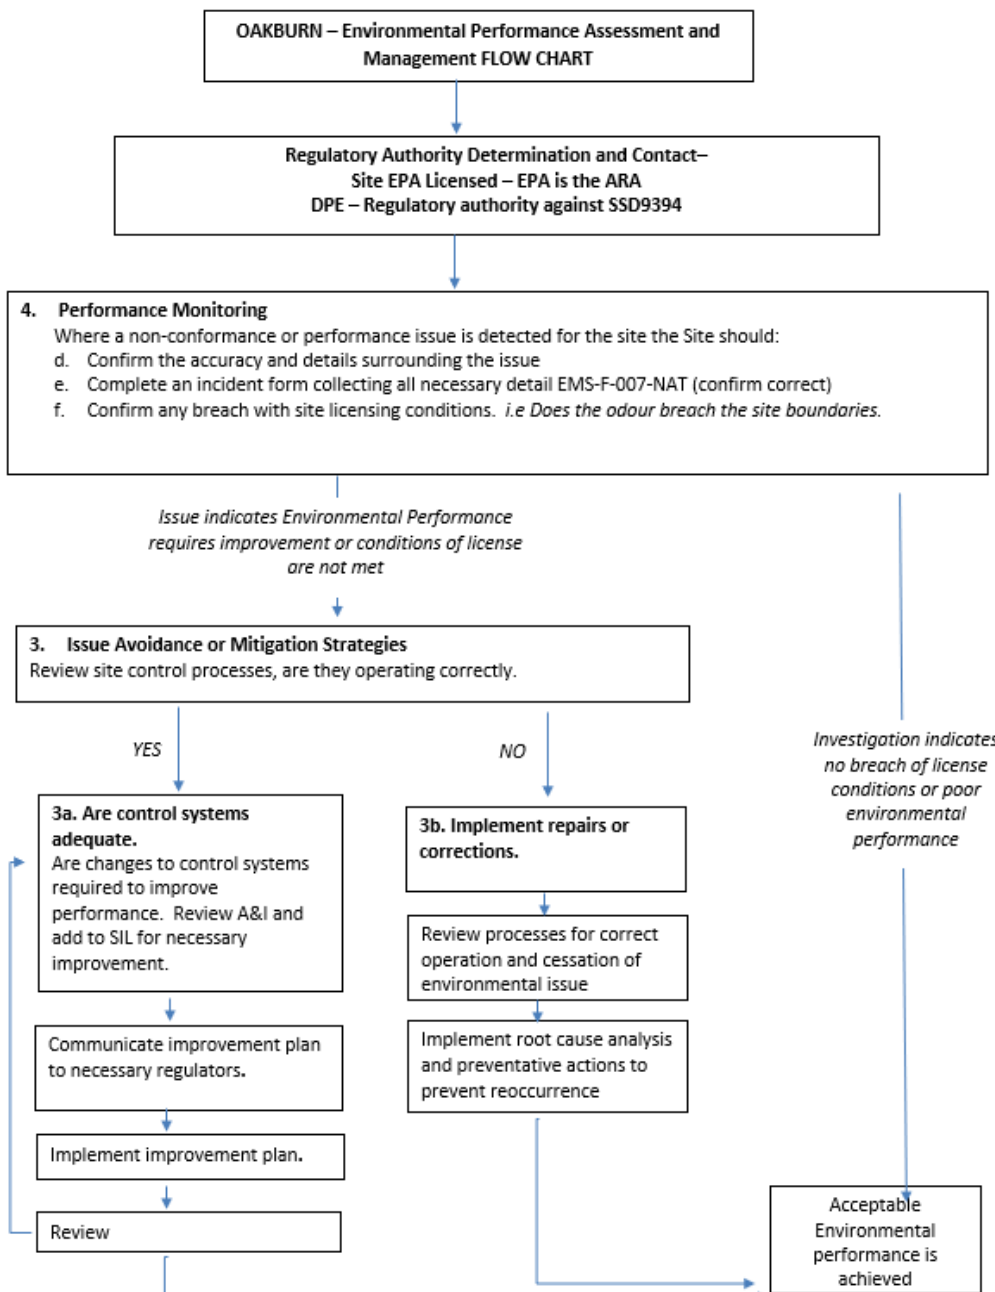 OAKBURN – Environmental Performance Assessment and
Management FLOW CHART
Regulatory Authority Determination and Contact–
Site EPA Licensed – EPA is the ARA
DPE – Regulatory authority against SSD9394
4. Performance Monitoring
Where a non-conformance or performance issue is detected for the site the Site should:
d. Confirm the accuracy and details surrounding the issue
e. Complete an incident form collecting all necessary detail EMS-F-007-NAT (confirm correct)
f. Confirm any breach with site licensing conditions. i.e Does the odour breach the site boundaries.
Issue indicates Environmental Performance
requires improvement or conditions of license
are not met
3. Issue Avoidance or Mitigation Strategies
Review site control processes, are they operating correctly.
YES
NO
Investigation indicates
no breach of license
conditions or poor
environmental
performance
3a. Are control systems
adequate.
Are changes to control systems
required to improve
performance. Review A&I and
add to SIL for necessary
improvement.
3b. Implement repairs or
corrections.
Review processes for correct
operation and cessation of
environmental issue
Communicate improvement plan
to necessary regulators.
Implement root cause analysis
and preventative actions to
prevent reoccurrence
Implement improvement plan.
Review
Acceptable
Environmental
performance is
achieved